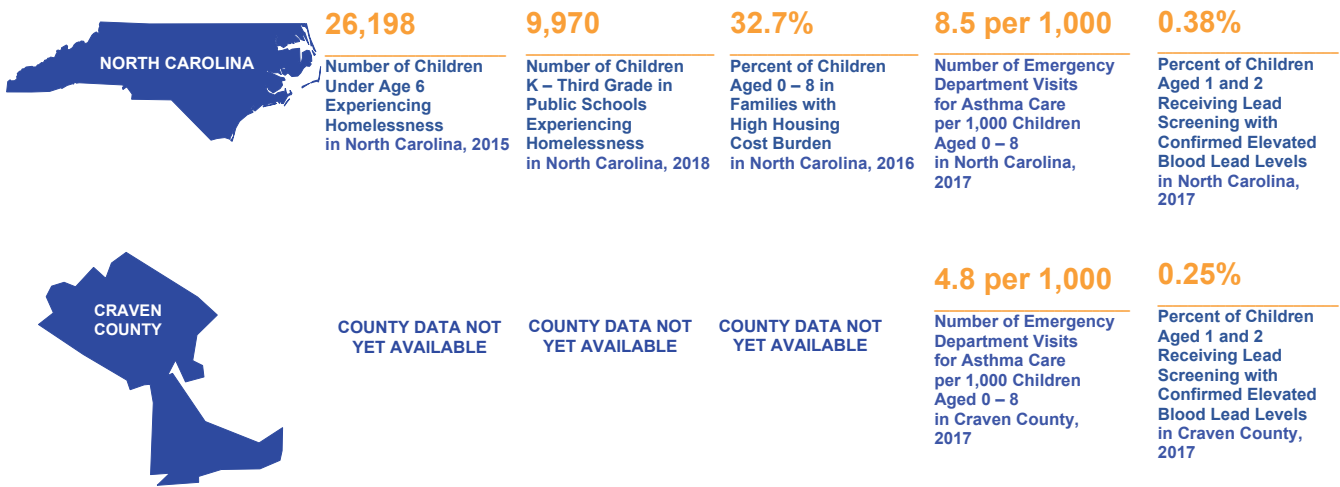 NORTH CAROLINA
26,198
Number of Children
Under Age 6
Experiencing
Homelessness
in North Carolina, 2015
9,970
Number of Children
K – Third Grade in
Public Schools
Experiencing
Homelessness
in North Carolina, 2018
32.7%
Percent of Children
Aged 0 – 8 in
Families with
High Housing
Cost Burden
in North Carolina, 2016
8.5 per 1,000
Number of Emergency
Department Visits
for Asthma Care
per 1,000 Children
Aged 0 – 8
in North Carolina,
2017
0.38%
Percent of Children
Aged 1 and 2
Receiving Lead
Screening with
Confirmed Elevated
Blood Lead Levels
in North Carolina,
2017
CRAVEN
COUNTY
COUNTY DATA NOT
YET AVAILABLE
COUNTY DATA NOT
YET AVAILABLE
COUNTY DATA NOT
YET AVAILABLE
4.8 per 1,000
Number of Emergency
Department Visits
for Asthma Care
per 1,000 Children
Aged 0 – 8
in Craven County,
2017
0.25%
Percent of Children
Aged 1 and 2
Receiving Lead
Screening with
Confirmed Elevated
Blood Lead Levels
in Craven County,
2017